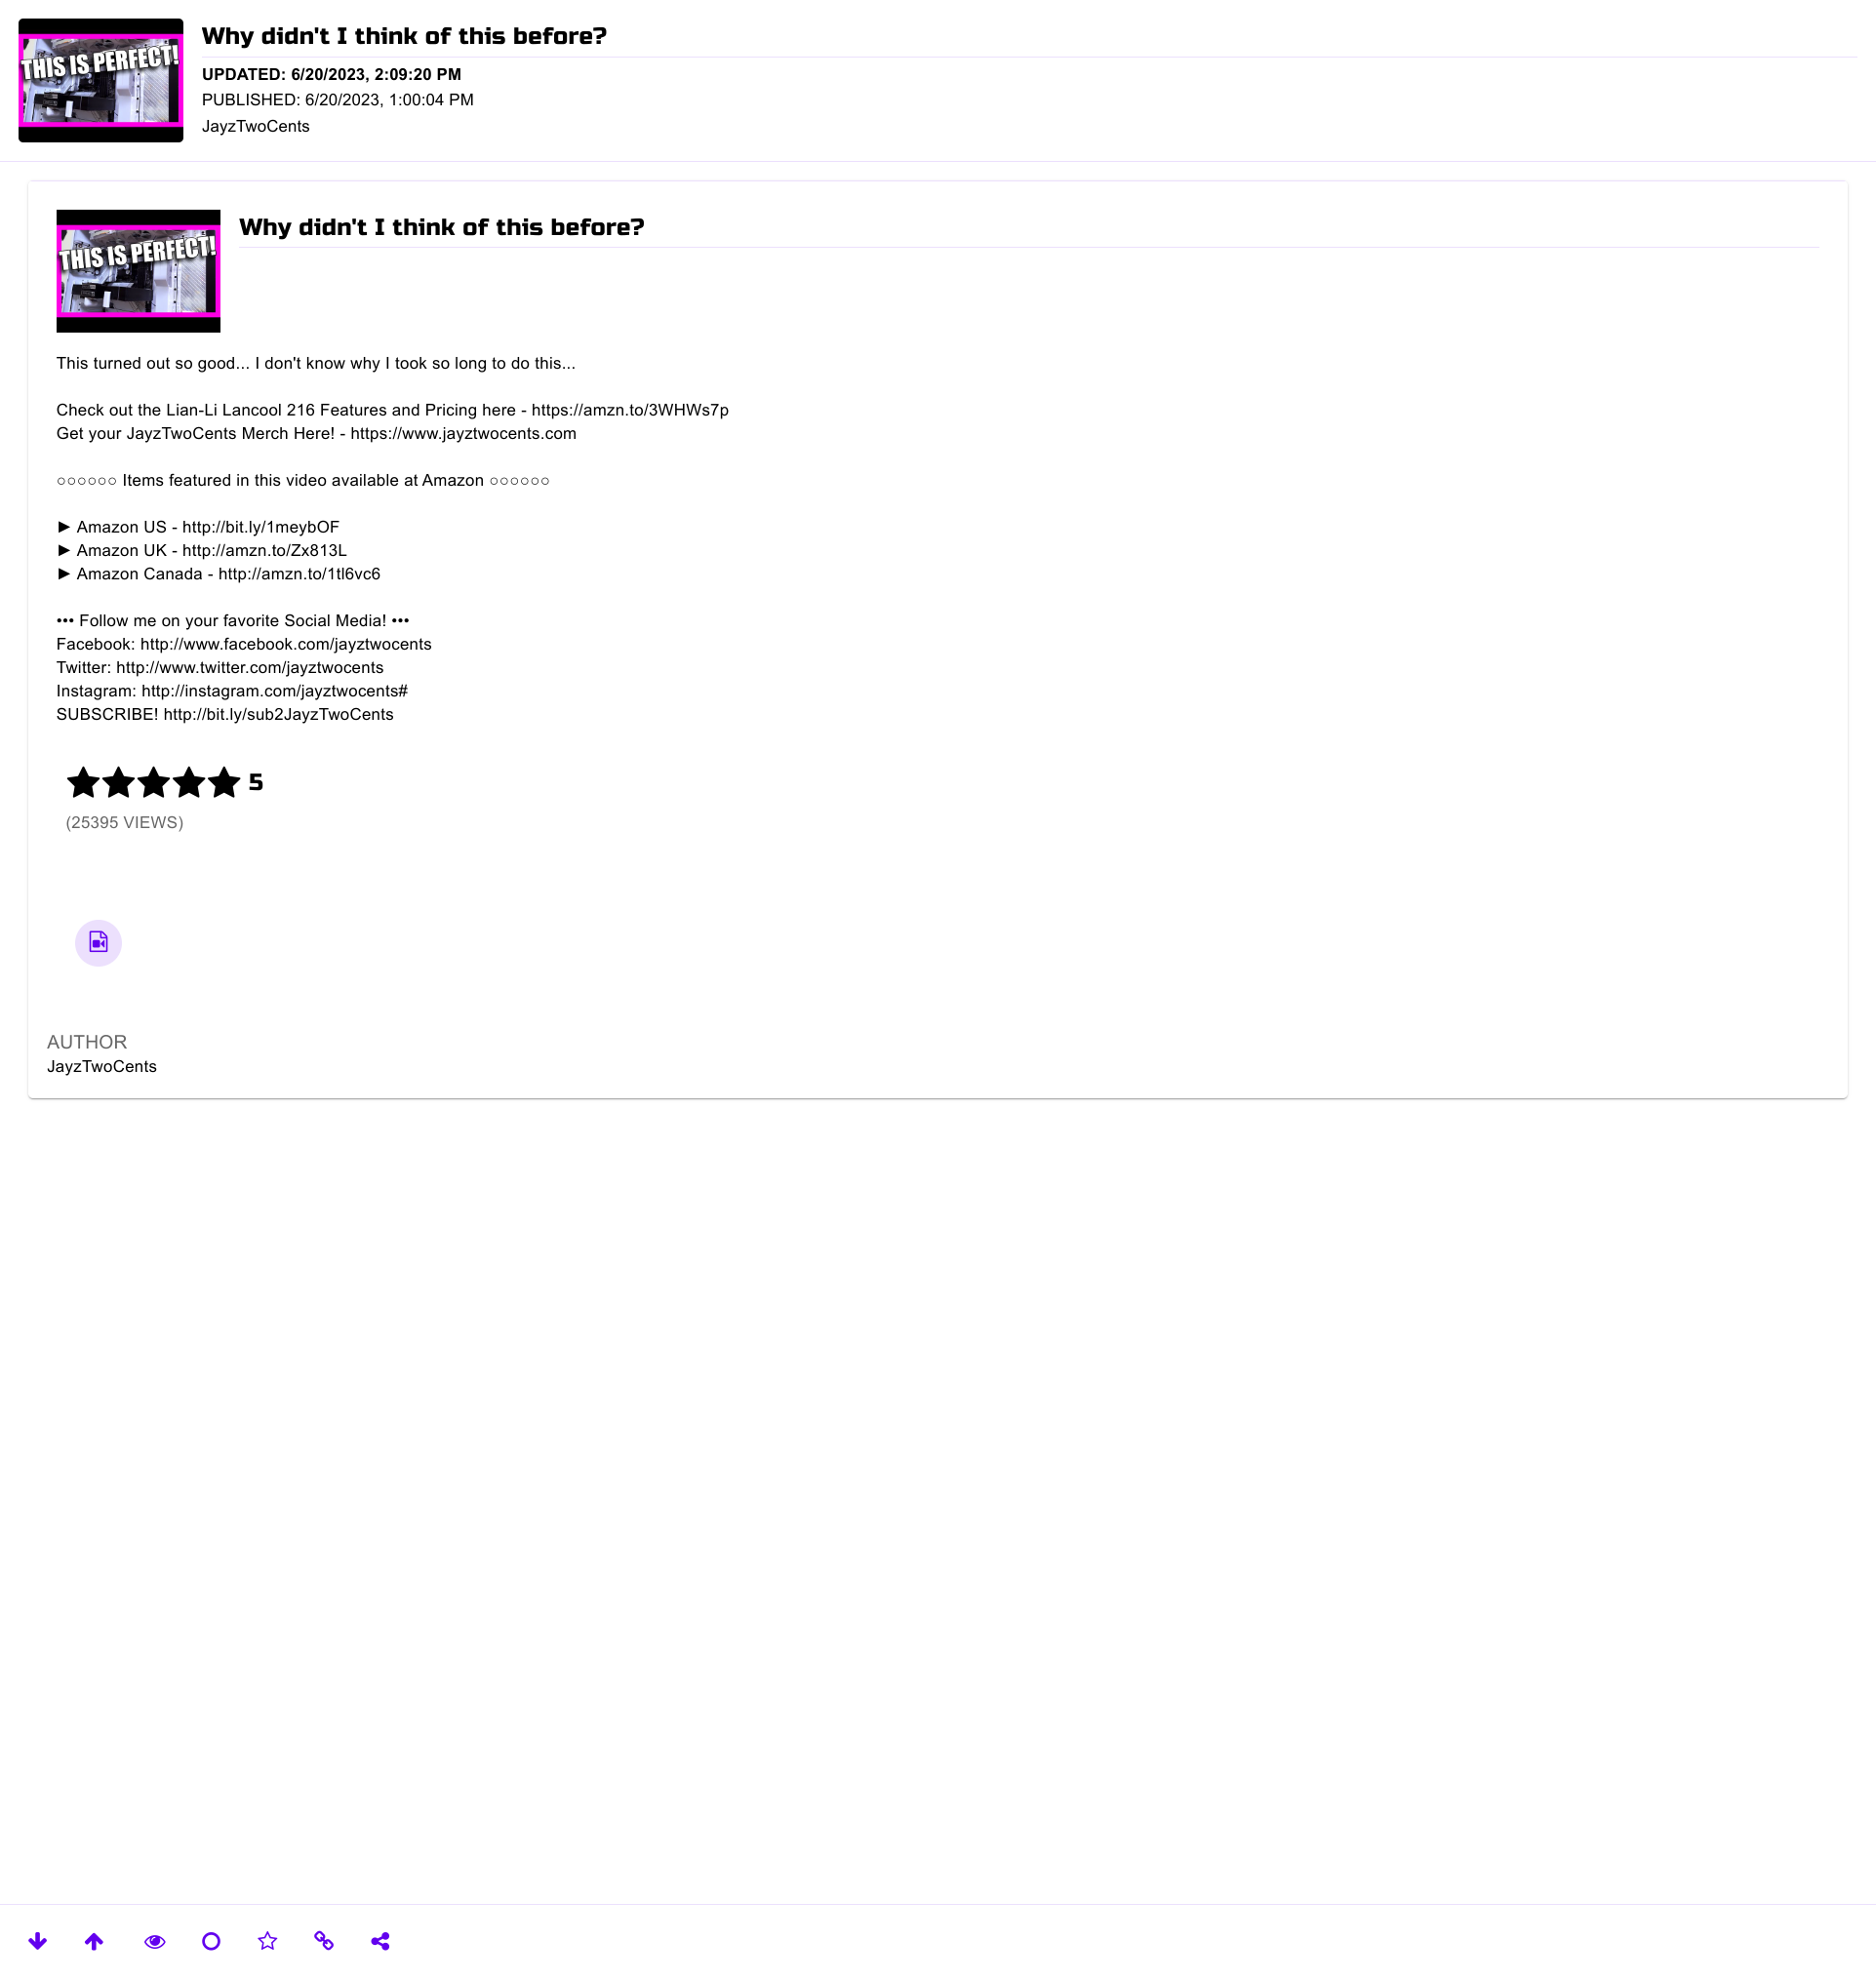 THIS IS PERFECT!
Why didn't I think of this before?
UPDATED: 6/20/2023, 2:09:20 PM
PUBLISHED: 6/20/2023, 1:00:04 PM
JayzTwoCents
THIS IS PERFECT!
Why didn't I think of this before?
This turned out so good... I don't know why I took so long to do this...
Check out the Lian-Li Lancool 216 Features and Pricing here - https://amzn.to/3WHWs7p
Get your JayzTwoCents Merch Here! - https://www.jayztwocents.com
○○○○○○ Items featured in this video available at Amazon ○○○○○○
► Amazon US - http://bit.ly/1meybOF
► Amazon UK - http://amzn.to/Zx813L
► Amazon Canada - http://amzn.to/1tl6vc6
••• Follow me on your favorite Social Media! •••
Facebook: http://www.facebook.com/jayztwocents
Twitter: http://www.twitter.com/jayztwocents
Instagram: http://instagram.com/jayztwocents#
SUBSCRIBE! http://bit.ly/sub2JayzTwoCents
5
(25395 VIEWS)
AUTHOR
JayzTwoCents